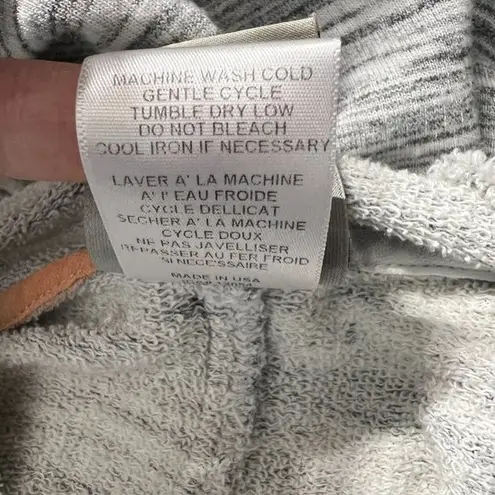 MACHINE WASH COLD
GENTLE CYCLE
TUMBLE DRY LOW
DO NOT BLEACH
COOL IRON IF NECESSARY
LAVER A' LA MACHINE
A' I' EAU FROIDE
CYCLE DELLICAT
SECHER A' LA MACHINE
CYCLE DOUX
NE PAS JAVELLISER
REPASSER AU FER FROID
SI NECESSAIRE
MADE IN USA